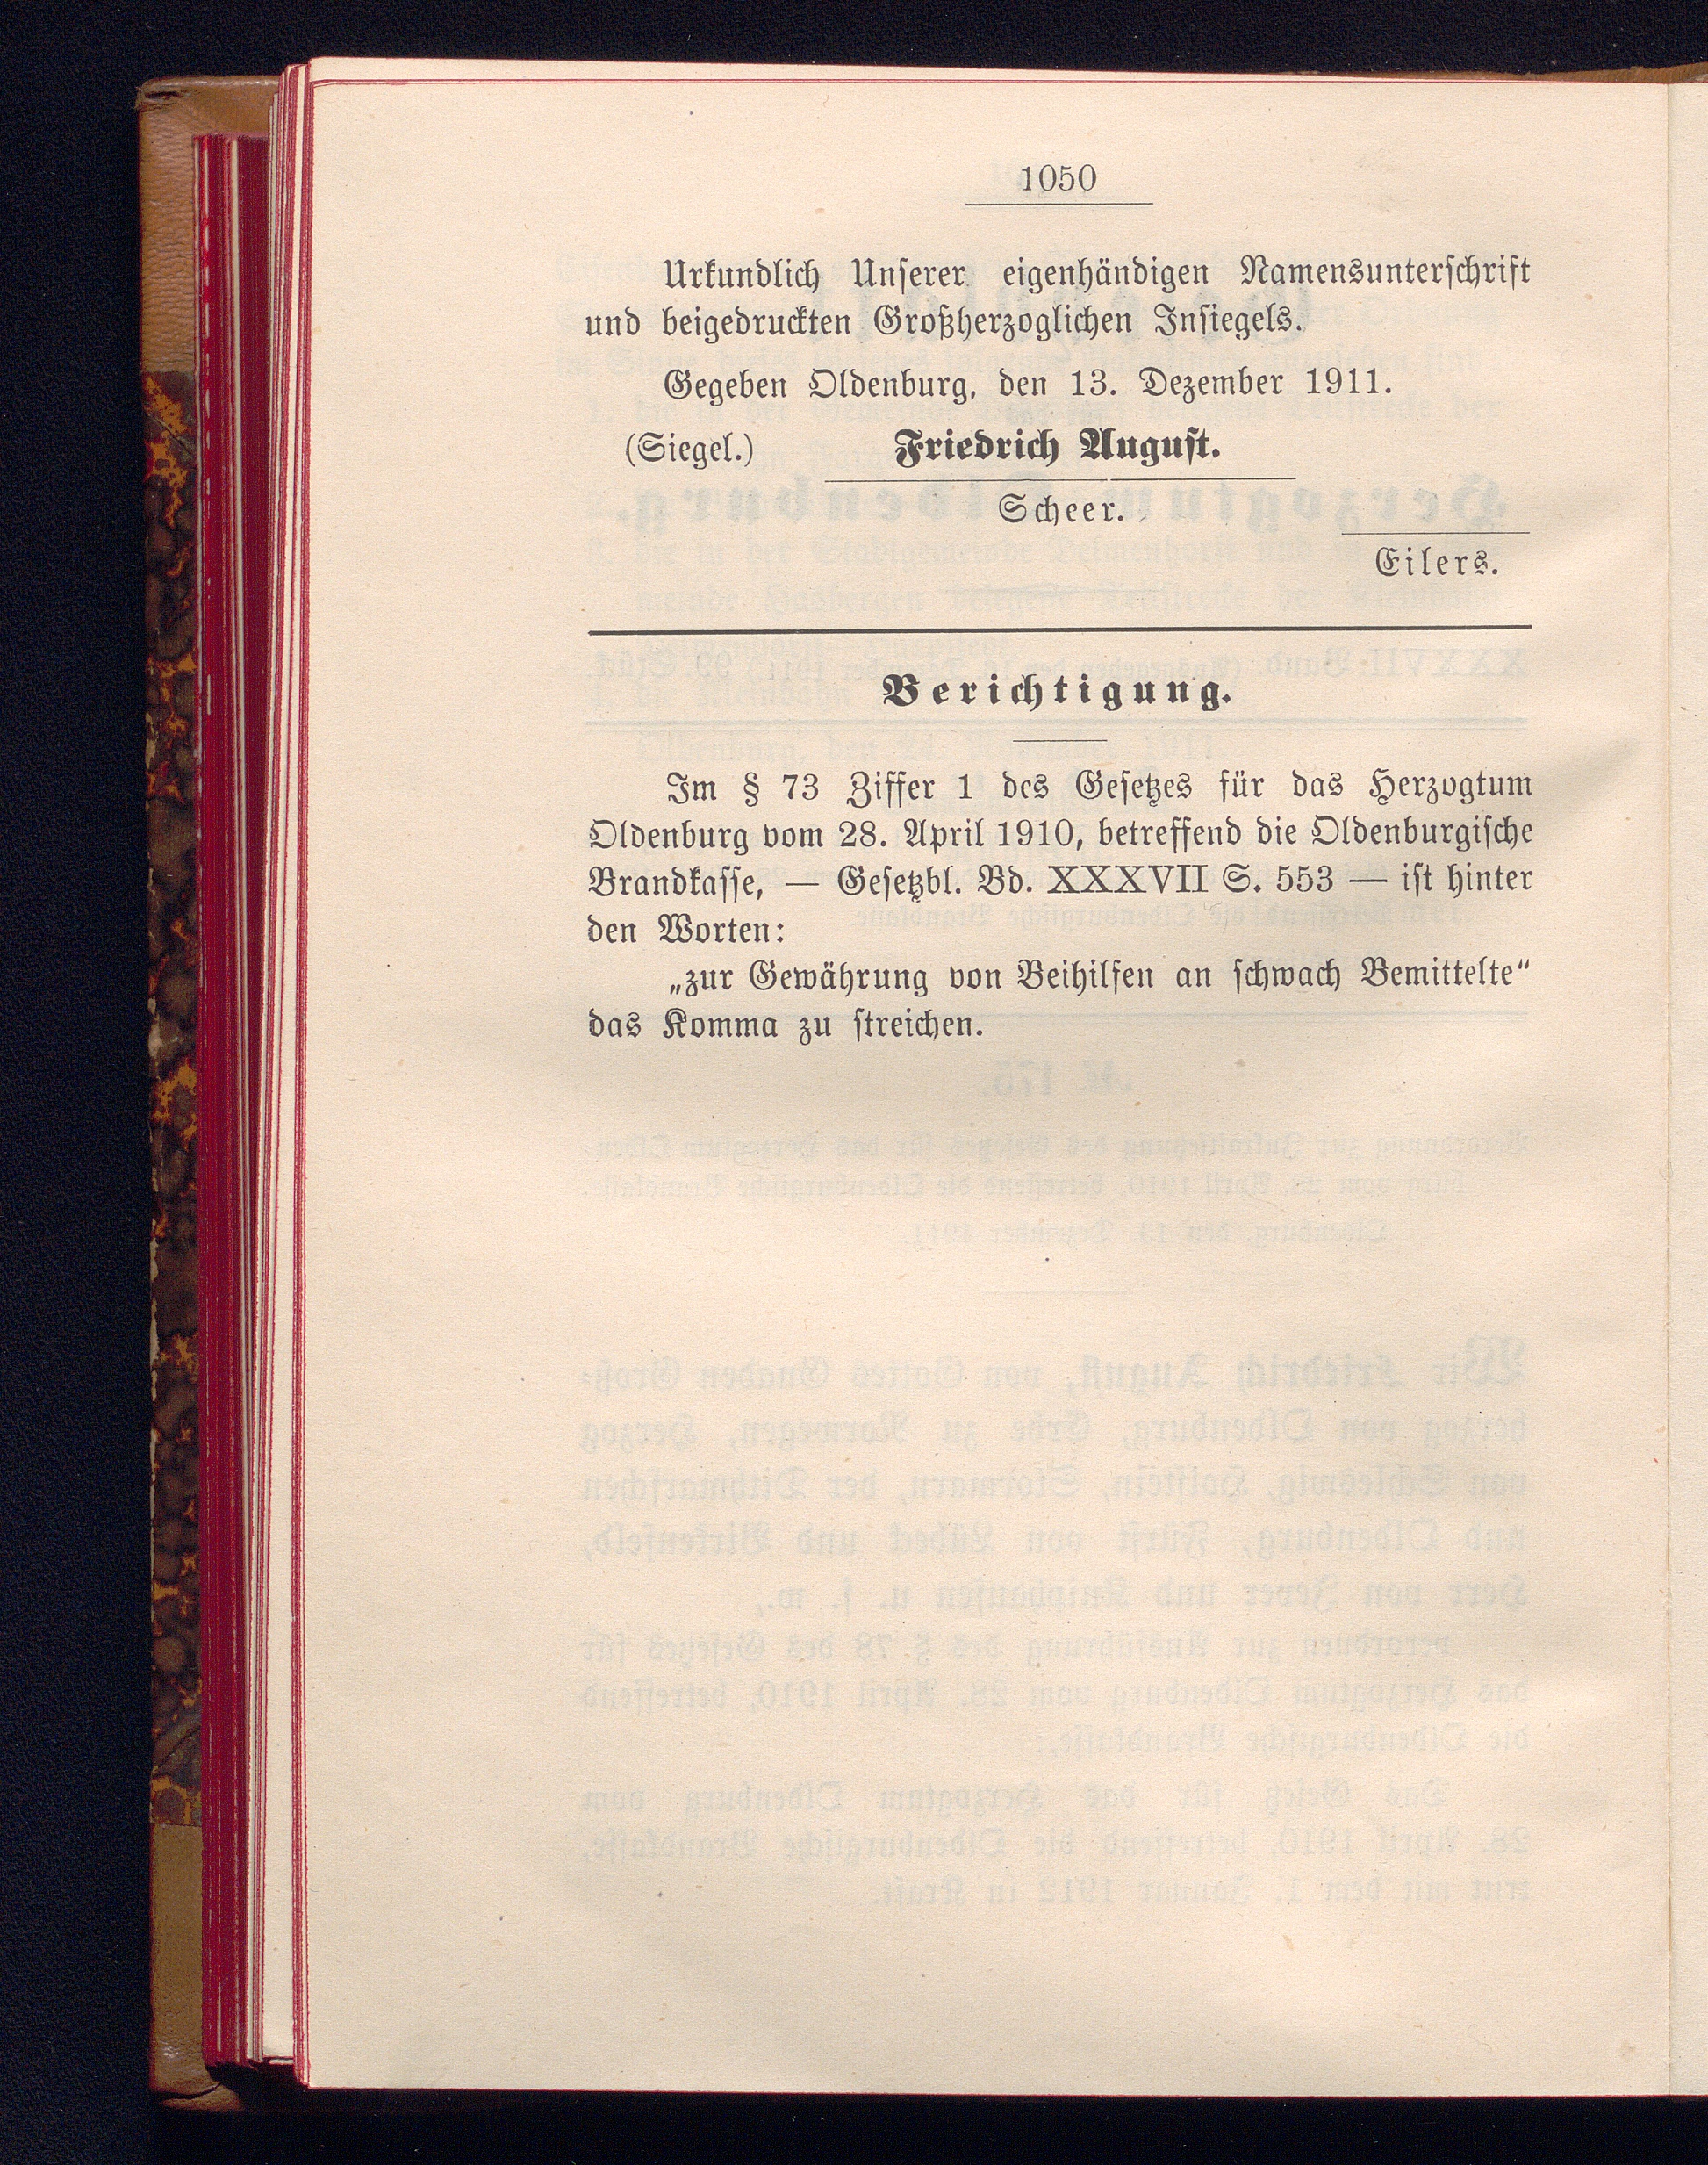 1050
Urkundlich Unserer eigenhändigen Namensunterschrift
und beigedruckten Großherzoglichen Insiegels.
Gegeben Oldenburg, den 13. Dezember 1911.
(Siegel.) Friedrich August.
Scheer.
Eilers.
Berichtigung.
Im § 73 Ziffer 1 des Gesetzes für das Herzogtum
Oldenburg vom 28. April 1910, betreffend die Oldenburgische
Brandkasse, — Gesetzbl. Bd. XXXVII S. 553 — ist hinter
den Worten:
„zur Gewährung von Beihilfen an schwach Bemittelte“
das Komma zu streichen.